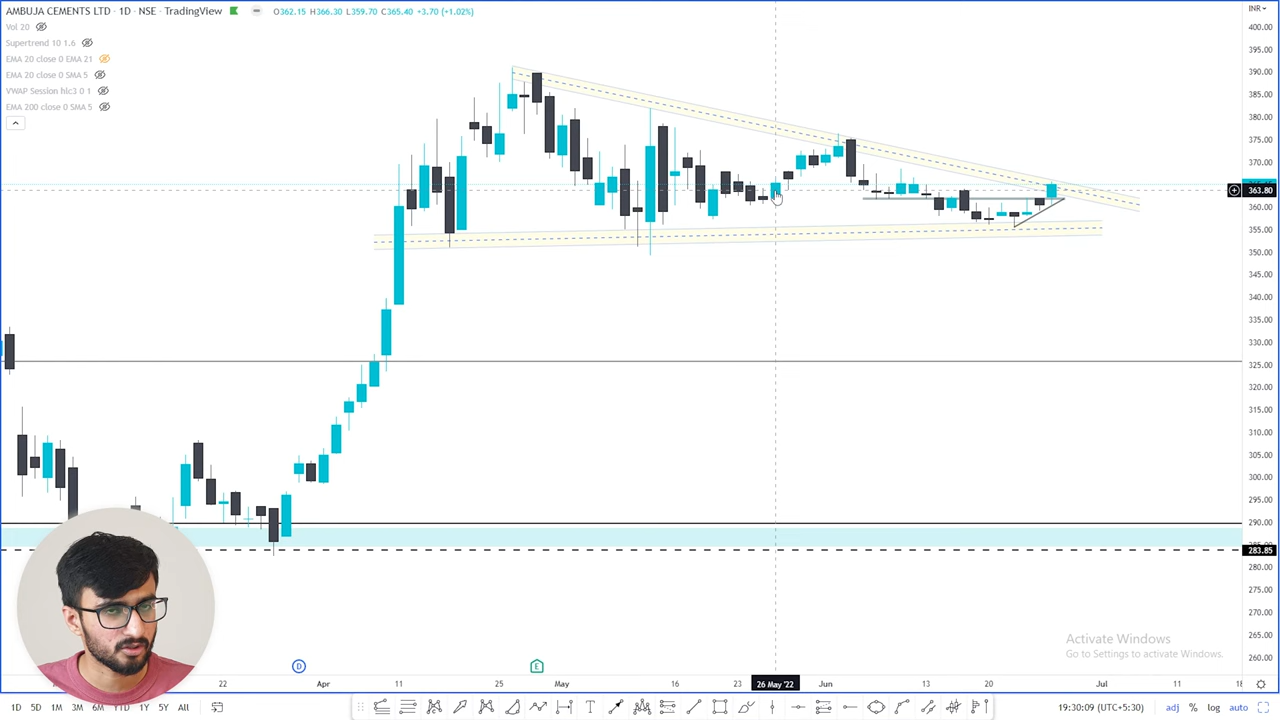 AMBUJA CEMENTS LTD · 1D · NSE · TradingView
O362.15 H366.30 L359.70 C365.40 +3.70 (+1.02%)
INR
Vol 20
Supertrend 10 1.6
EMA 20 close 0 EMA 21
EMA 20 close 0 SMA 5
VWAP Session hlc3 0 1
EMA 200 close 0 SMA 5
400.00
395.00
390.00
385.00
380.00
375.00
370.00
363.80
360.00
355.00
350.00
345.00
340.00
335.00
330.00
325.00
320.00
315.00
310.00
305.00
300.00
295.00
290.00
283.85
280.00
275.00
270.00
265.00
260.00
Activate Windows
Go to Settings to activate Windows.
D
E
22
Apr
11
25
May
16
23
26 May '22
Jun
13
20
Jul
11
18
1D 5D 1M 3M 6M YTD 1Y 5Y All
T
19:30:09 (UTC+5:30)
adj % log auto